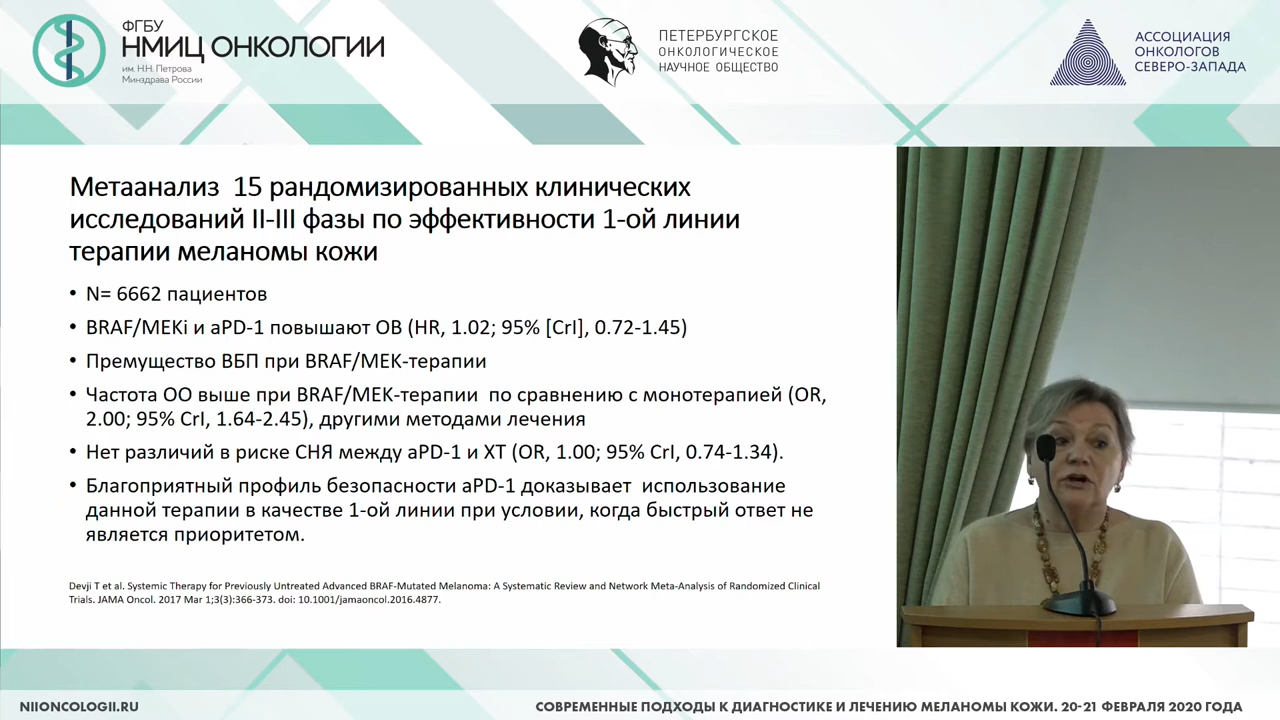 ФГБУ
НМИЦ ОНКОЛОГИИ
им. Н.Н. Петрова
Минздрава России
ПЕТЕРБУРГСКОЕ
ОНКОЛОГИЧЕСКОЕ
НАУЧНОЕ ОБЩЕСТВО
АССОЦИАЦИЯ
ОНКОЛОГОВ
СЕВЕРО-ЗАПАДА
Метаанализ 15 рандомизированных клинических
исследований II-III фазы по эффективности 1-ой линии
терапии меланомы кожи
• N= 6662 пациентов
• BRAF/MEKi и aPD-1 повышают ОВ (HR, 1.02; 95% [CrI], 0.72-1.45)
• Премущество ВБП при BRAF/MEK-терапии
• Частота ОО выше при BRAF/MEK-терапии по сравнению с монотерапией (OR,
2.00; 95% CrI, 1.64-2.45), другими методами лечения
• Нет различий в риске СНЯ между aPD-1 и ХТ (OR, 1.00; 95% CrI, 0.74-1.34).
• Благоприятный профиль безопасности aPD-1 доказывает использование
данной терапии в качестве 1-ой линии при условии, когда быстрый ответ не
является приоритетом.
Devji T et al. Systemic Therapy for Previously Untreated Advanced BRAF-Mutated Melanoma: A Systematic Review and Network Meta-Analysis of Randomized Clinical
Trials. JAMA Oncol. 2017 Mar 1;3(3):366-373. doi: 10.1001/jamaoncol.2016.4877.
NIIONCOLOGII.RU
СОВРЕМЕННЫЕ ПОДХОДЫ К ДИАГНОСТИКЕ И ЛЕЧЕНИЮ МЕЛАНОМЫ КОЖИ. 20-21 ФЕВРАЛЯ 2020 ГОДА